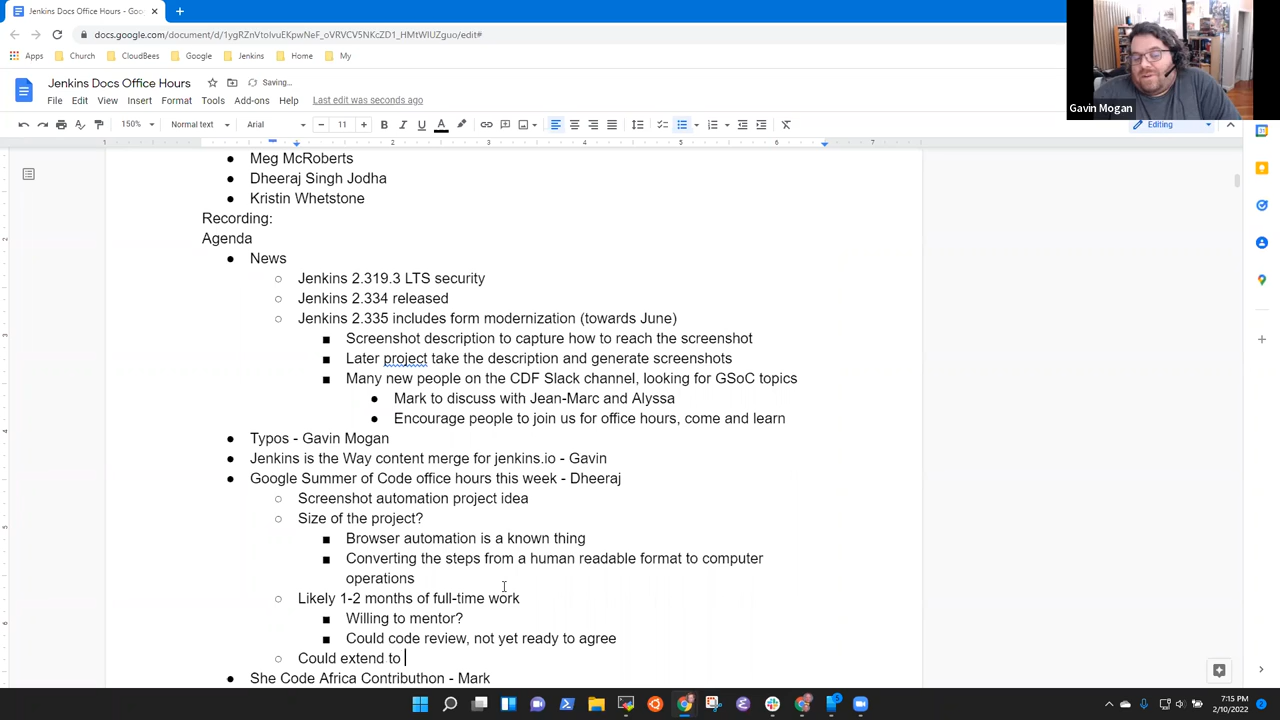 Jenkins Docs Office Hours - Goo
docs.google.com/document/d/1ygRZnVtoIvuEKpwNeF_oVRVCV5NKcZD1_HMtWIUZguo/edit#
Apps Church CloudBees Google Jenkins Home My
Gavin Mogan
Jenkins Docs Office Hours Saving...
File Edit View Insert Format Tools Add-ons Help Last edit was seconds ago
150% Normal text Arial 11 B I U A Editing
1 1 2 3 4 5 6 7
Meg McRoberts
Dheeraj Singh Jodha
Kristin Whetstone
Recording:
Agenda
News
Jenkins 2.319.3 LTS security
Jenkins 2.334 released
Jenkins 2.335 includes form modernization (towards June)
Screenshot description to capture how to reach the screenshot
Later project take the description and generate screenshots
Many new people on the CDF Slack channel, looking for GSoC topics
Mark to discuss with Jean-Marc and Alyssa
Encourage people to join us for office hours, come and learn
Typos - Gavin Mogan
Jenkins is the Way content merge for jenkins.io - Gavin
Google Summer of Code office hours this week - Dheeraj
Screenshot automation project idea
Size of the project?
Browser automation is a known thing
Converting the steps from a human readable format to computer
operations
Likely 1-2 months of full-time work
Willing to mentor?
Could code review, not yet ready to agree
Could extend to
She Code Africa Contributhon - Mark
7:15 PM
2/10/2022